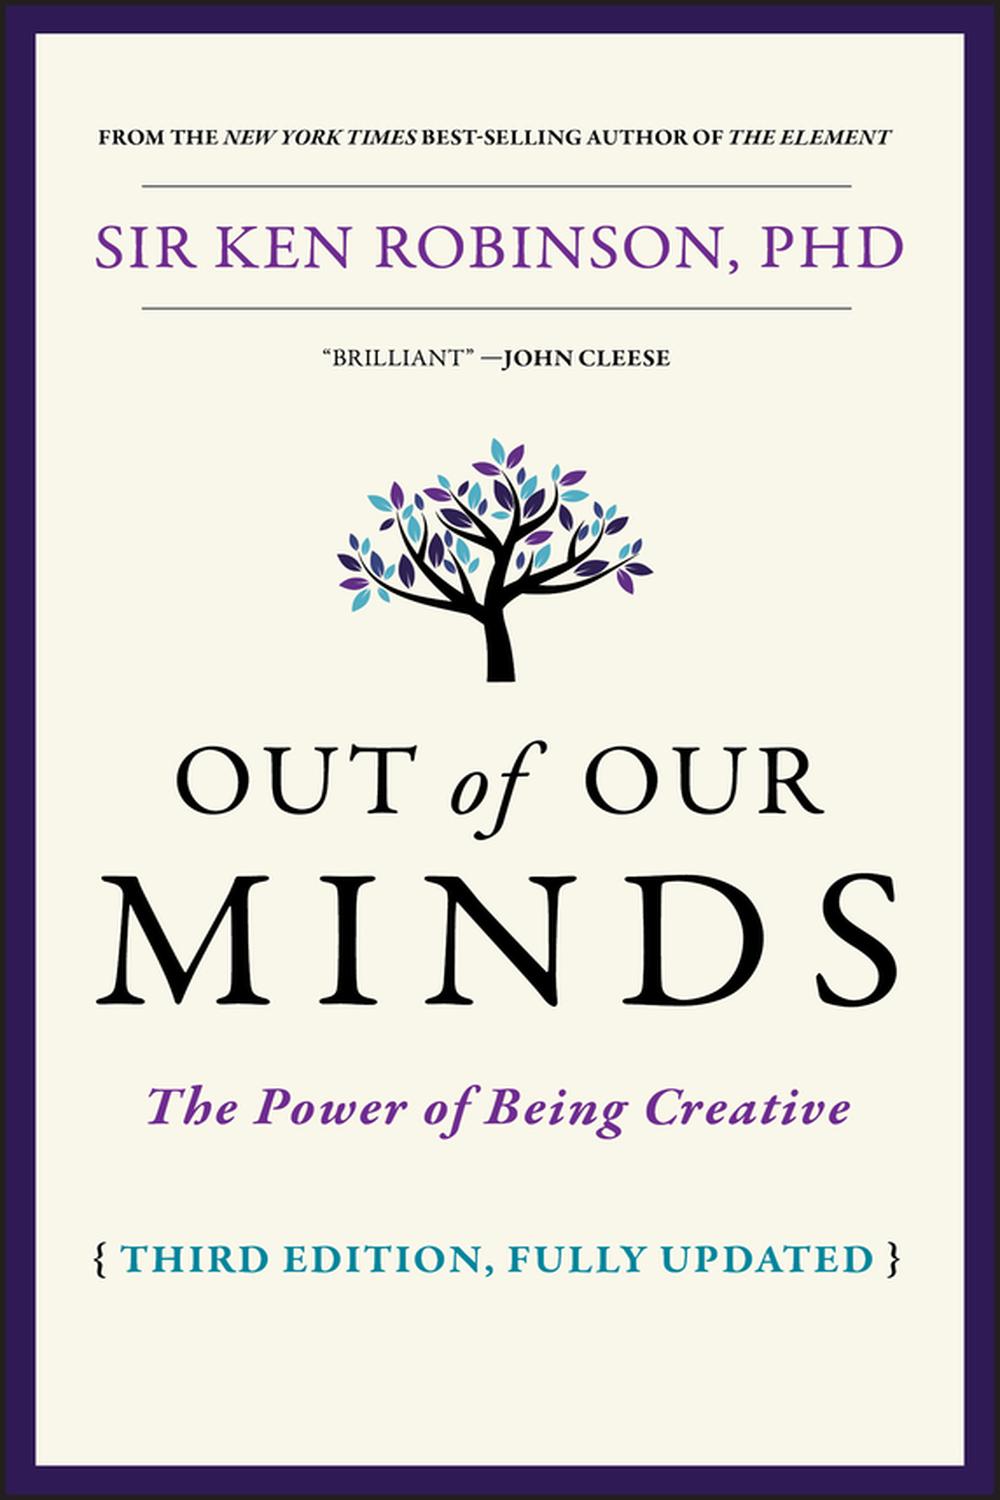 FROM THE NEW YORK TIMES BEST-SELLING AUTHOR OF THE ELEMENT
SIR KEN ROBINSON, PHD
“BRILLIANT” —JOHN CLEESE
OUT of OUR
MINDS
The Power of Being Creative
{ THIRD EDITION, FULLY UPDATED }